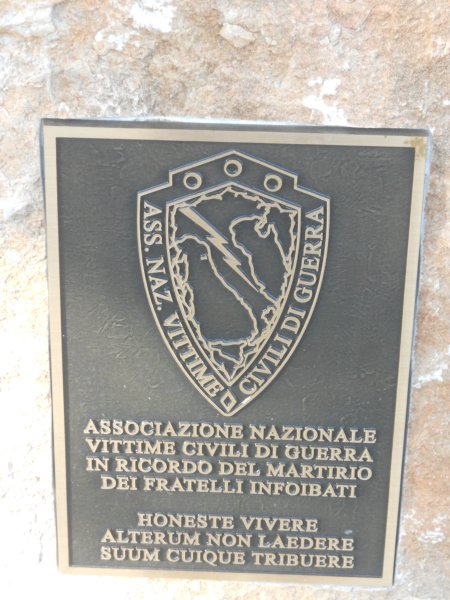 ASS. NAZ. VITTIME CIVILI DI GUERRA
ASSOCIAZIONE NAZIONALE
VITTIME CIVILI DI GUERRA
IN RICORDO DEL MARTIRIO
DEI FRATELLI INFOIBATI
HONESTE VIVERE
ALTERUM NON LAEDERE
SUUM CUIQUE TRIBUERE